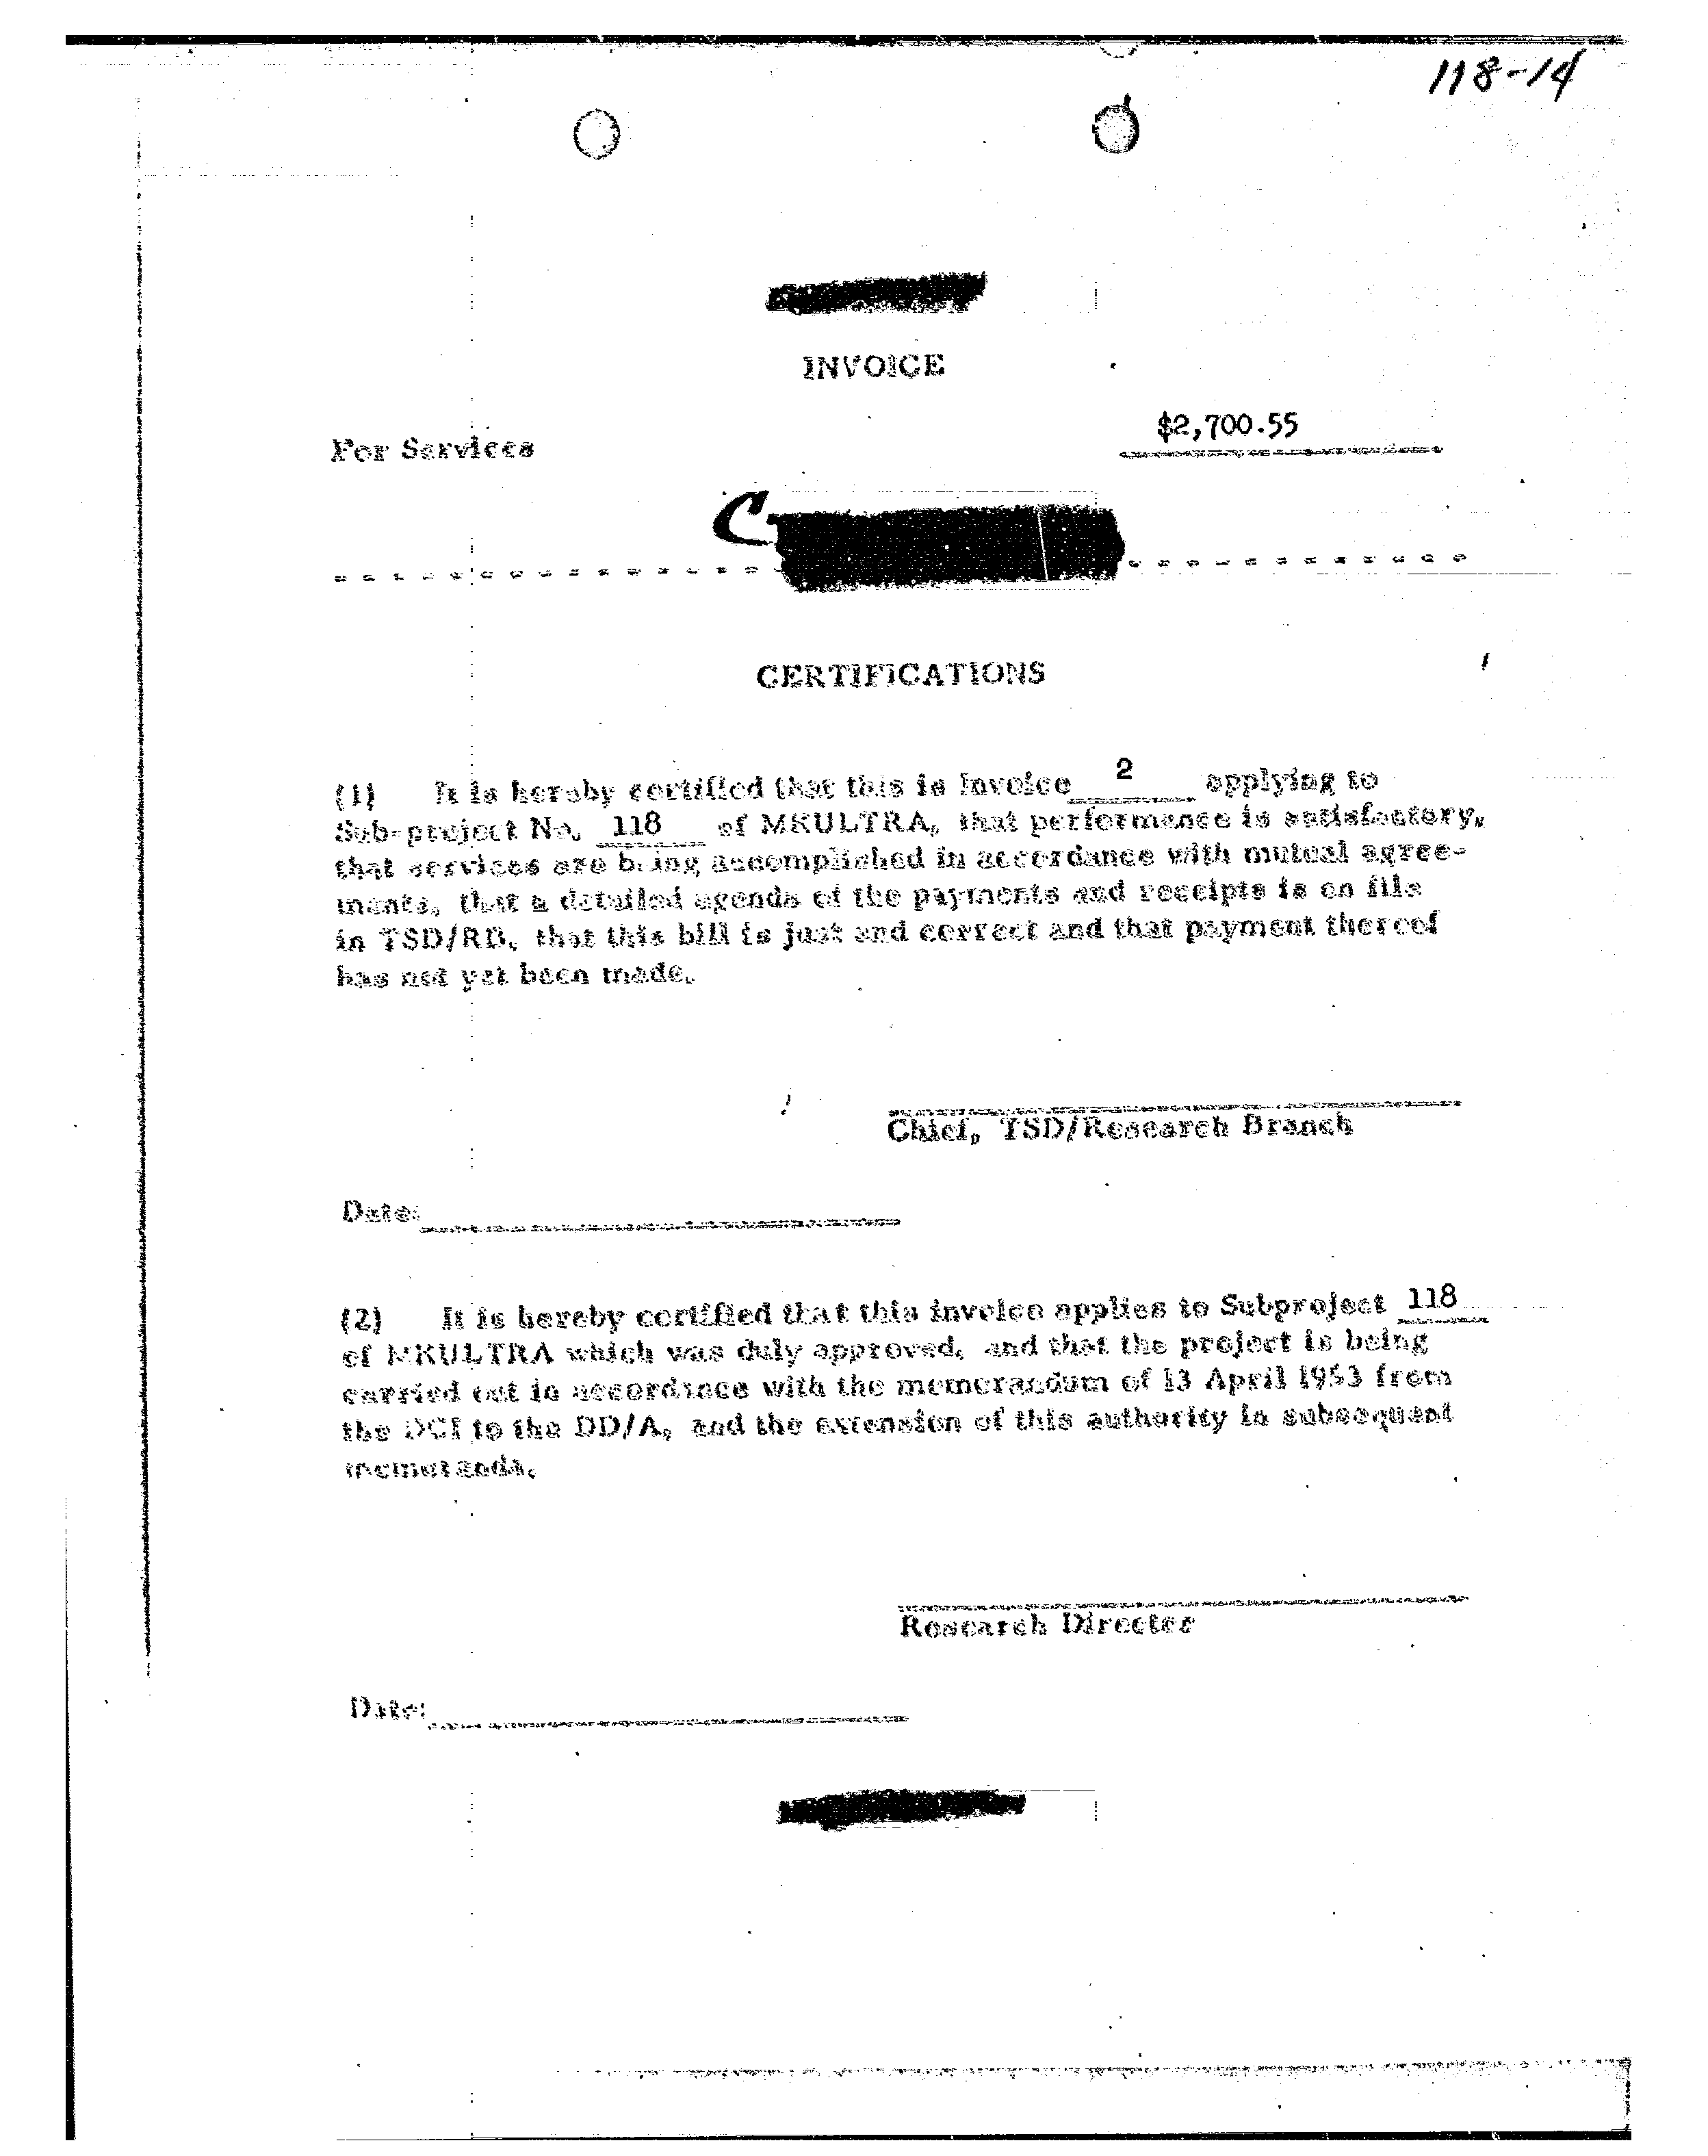 118-14
INVOICE
$2,700.55
For Services
C
CERTIFICATIONS
(1) It is hereby certified that this is Invoice 2 applying to
Sub-project No. 118 of MKULTRA, that performance is satisfactory,
that services are being accomplished in accordance with mutual agree-
ments, that a detailed agenda of the payments and receipts is on file
in TSD/RB, that this bill is just and correct and that payment thereof
has not yet been made.
Chief, TSD/Research Branch
Date:
(2) It is hereby certified that this invoice applies to Subproject 118
of MKULTRA which was duly approved, and that the project is being
carried out in accordance with the memorandum of 13 April 1953 from
the DCI to the DD/A, and the extension of this authority in subsequent
memoranda.
Research Director
Date: